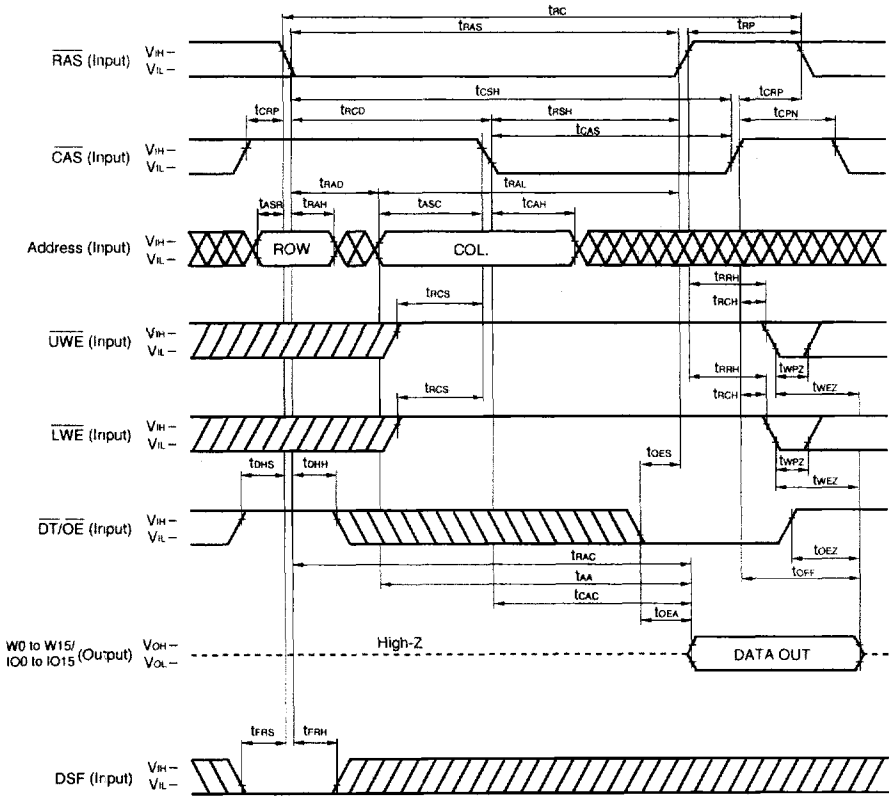 tRC
tRAS tRP
RAS (Input) VIH VIL
tCSH tCRP
tCRP tRCD tRSH tCPN
tCAS
CAS (Input) VIH VIL
tRAD tRAL
tASR tRAH tASC tCAH
Address (Input) VIH VIL ROW COL.
tRRH
tRCS tRCH
UWE (Input) VIH VIL
tWPZ
tRRH tWEZ
tRCS tRCH
LWE (Input) VIH VIL
tWPZ
tDHS tDHH tOES tWEZ
DT/OE (Input) VIH VIL
tRAC tOEZ
tAA tOFF
tCAC
tOEA
W0 to W15/
IO0 to IO15 (Output) VOH VOL High-Z DATA OUT
tFRS tFRH
DSF (Input) VIH VIL